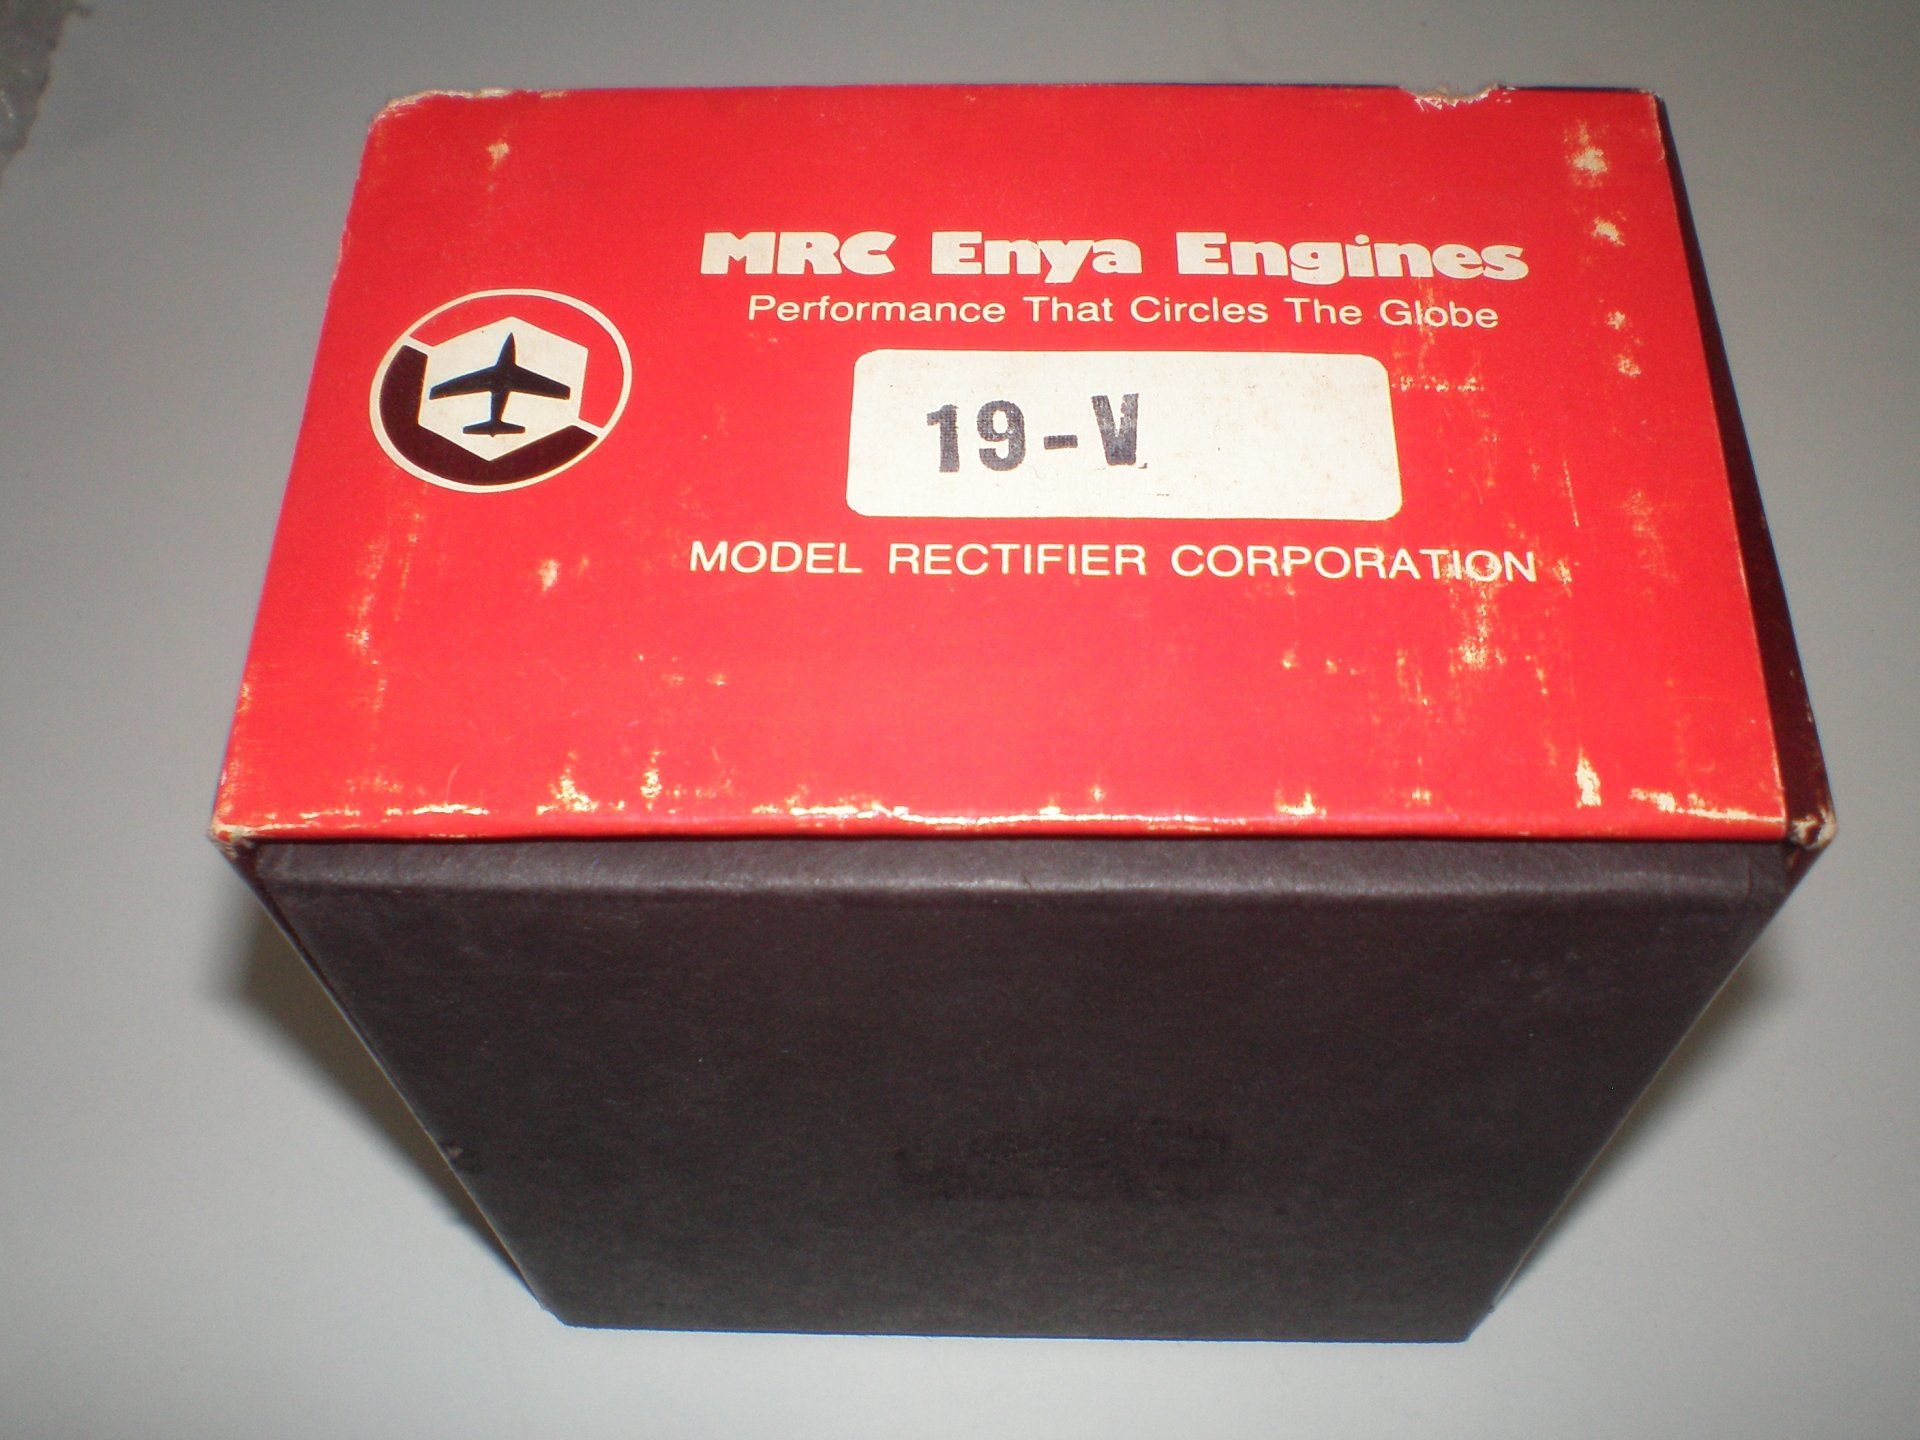 MRC Enya Engines
Performance That Circles The Globe
19-V
MODEL RECTIFIER CORPORATION